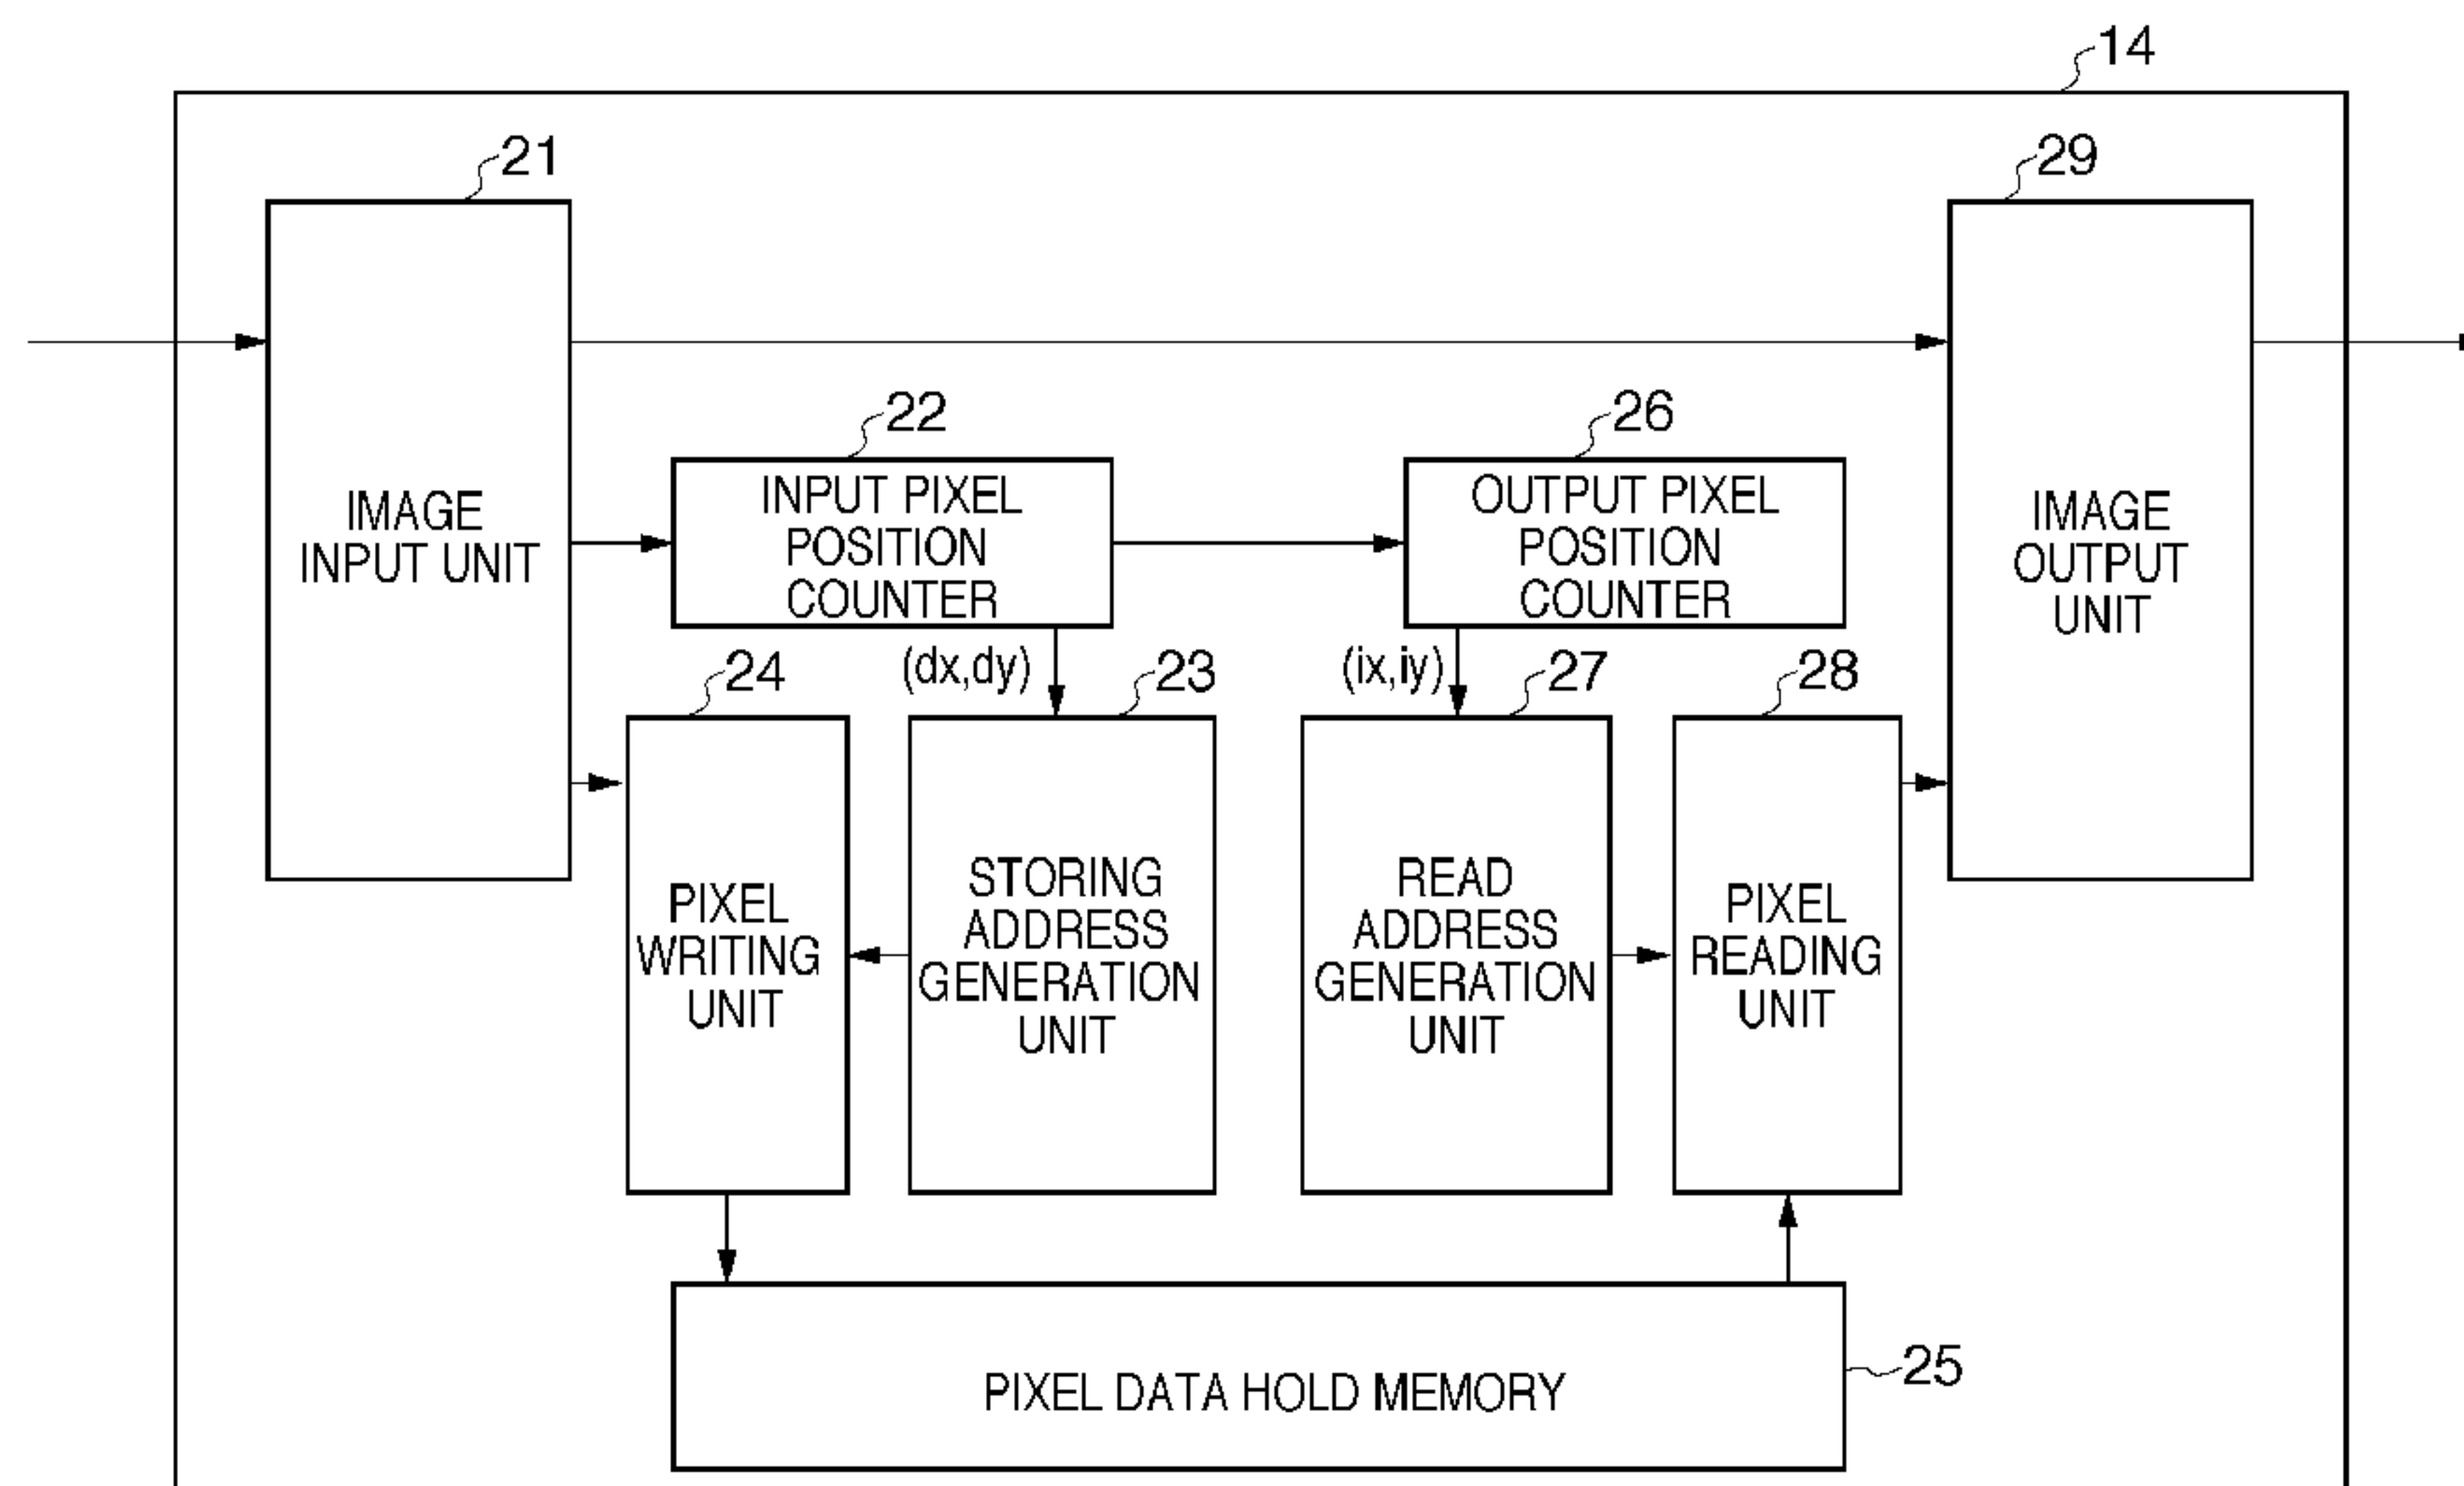 14
21
29
IMAGE
INPUT UNIT
22
INPUT PIXEL
POSITION
COUNTER
26
OUTPUT PIXEL
POSITION
COUNTER
IMAGE
OUTPUT
UNIT
(dx,dy)
(ix,iy)
24
PIXEL
WRITING
UNIT
23
STORING
ADDRESS
GENERATION
UNIT
27
READ
ADDRESS
GENERATION
UNIT
28
PIXEL
READING
UNIT
PIXEL DATA HOLD MEMORY
25